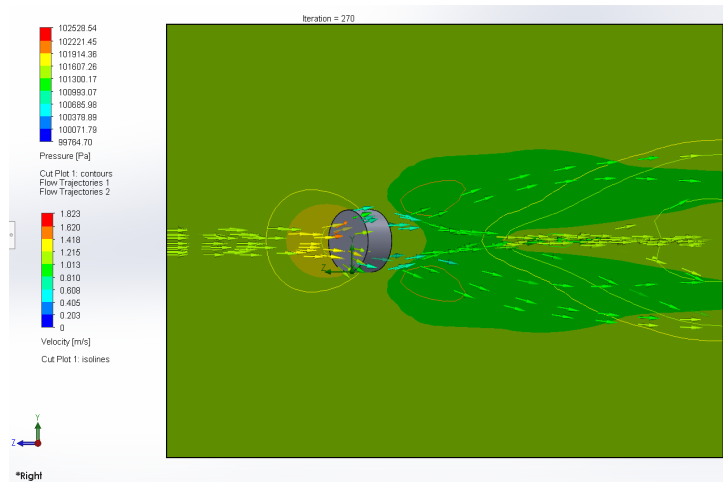 Iteration = 270
102528.54
102221.45
101914.36
101607.26
101300.17
100993.07
100685.98
100378.89
100071.79
99764.70
Pressure [Pa]
Cut Plot 1: contours
Flow Trajectories 1
Flow Trajectories 2
1.823
1.620
1.418
1.215
1.013
0.810
0.608
0.405
0.203
0
Velocity [m/s]
Cut Plot 1: isolines
Y
Z
Z
*Right